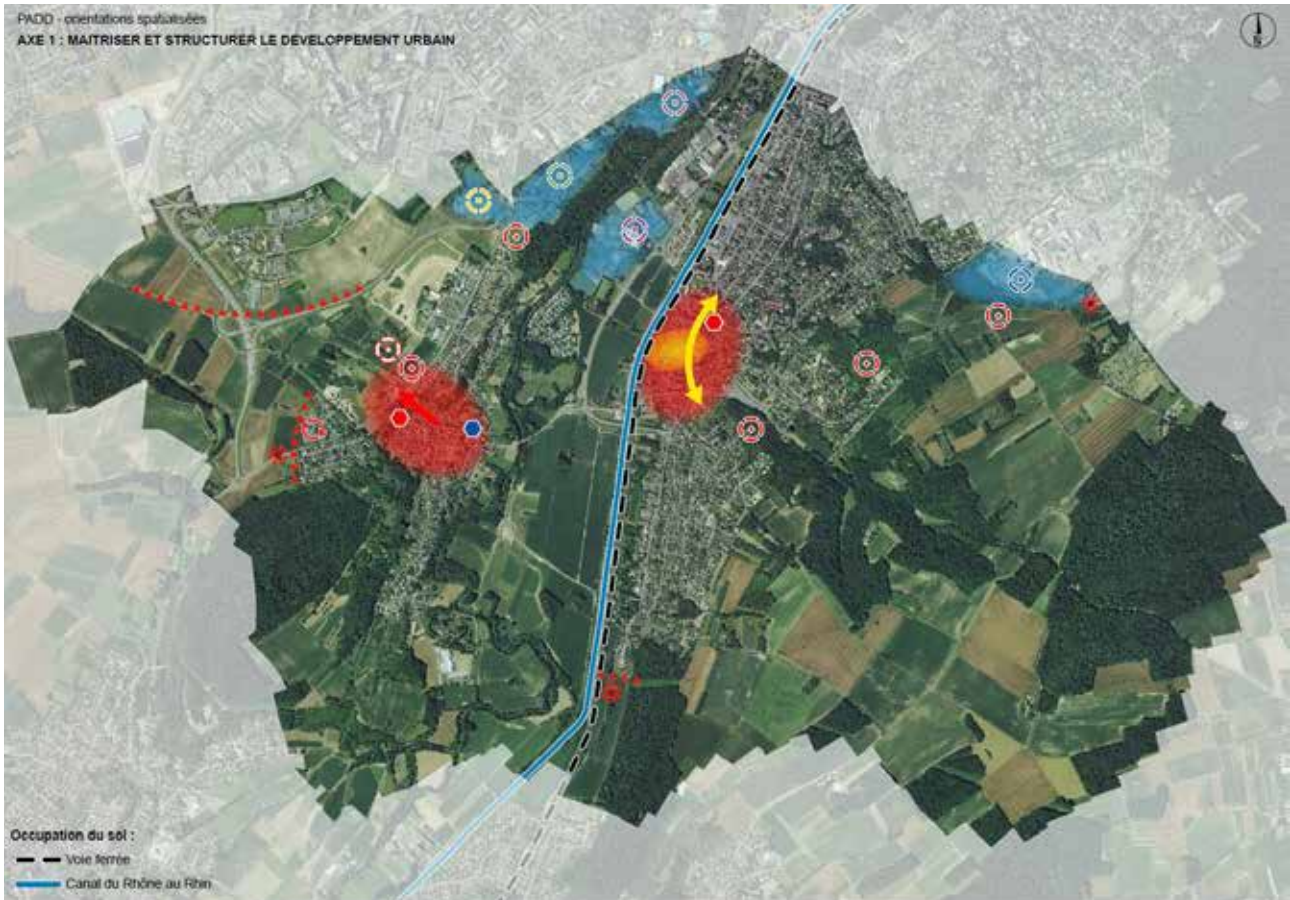 PADD - orientations spatialisées
AXE 1 : MAITRISER ET STRUCTURER LE DEVELOPPEMENT URBAIN
Occupation du sol :
Voie ferrée
Canal du Rhône au Rhin